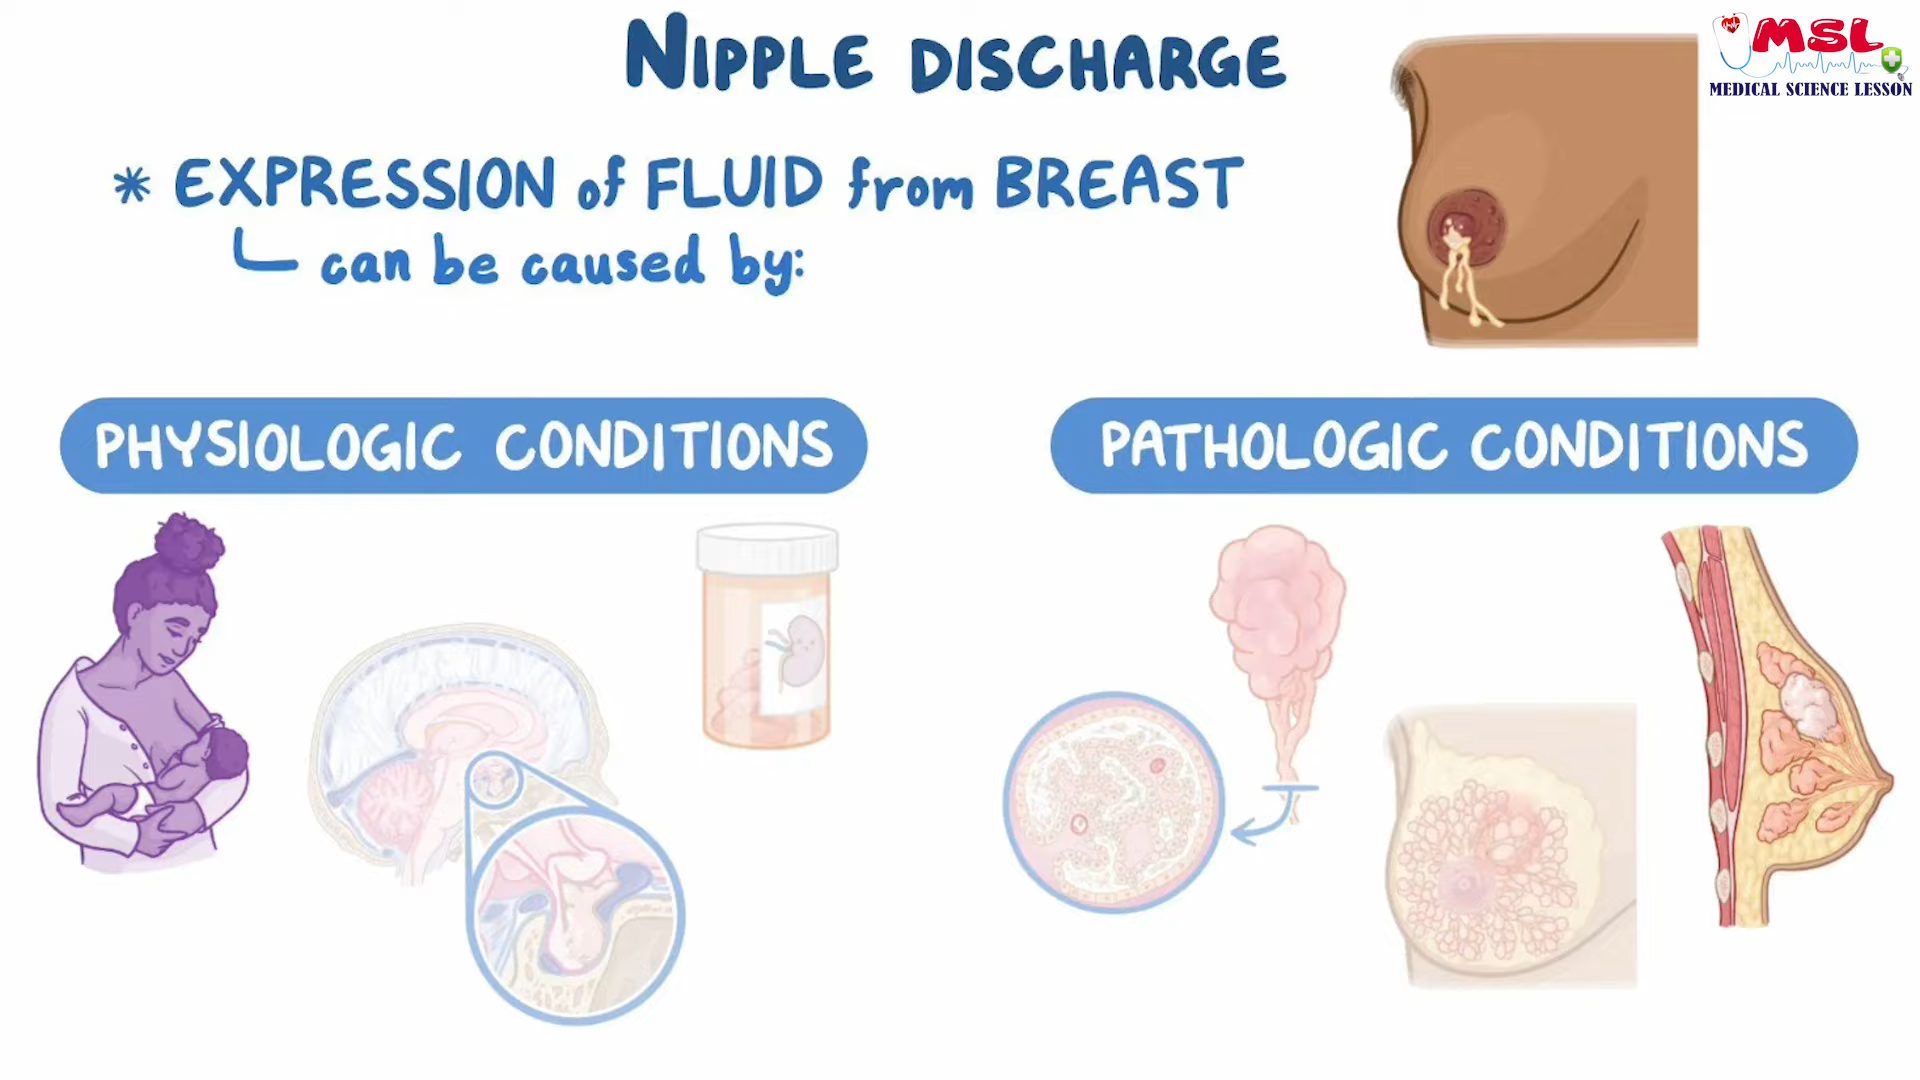 NIPPLE DISCHARGE
MSL
MEDICAL SCIENCE LESSON
* EXPRESSION of FLUID from BREAST
can be caused by:
PHYSIOLOGIC CONDITIONS
PATHOLOGIC CONDITIONS